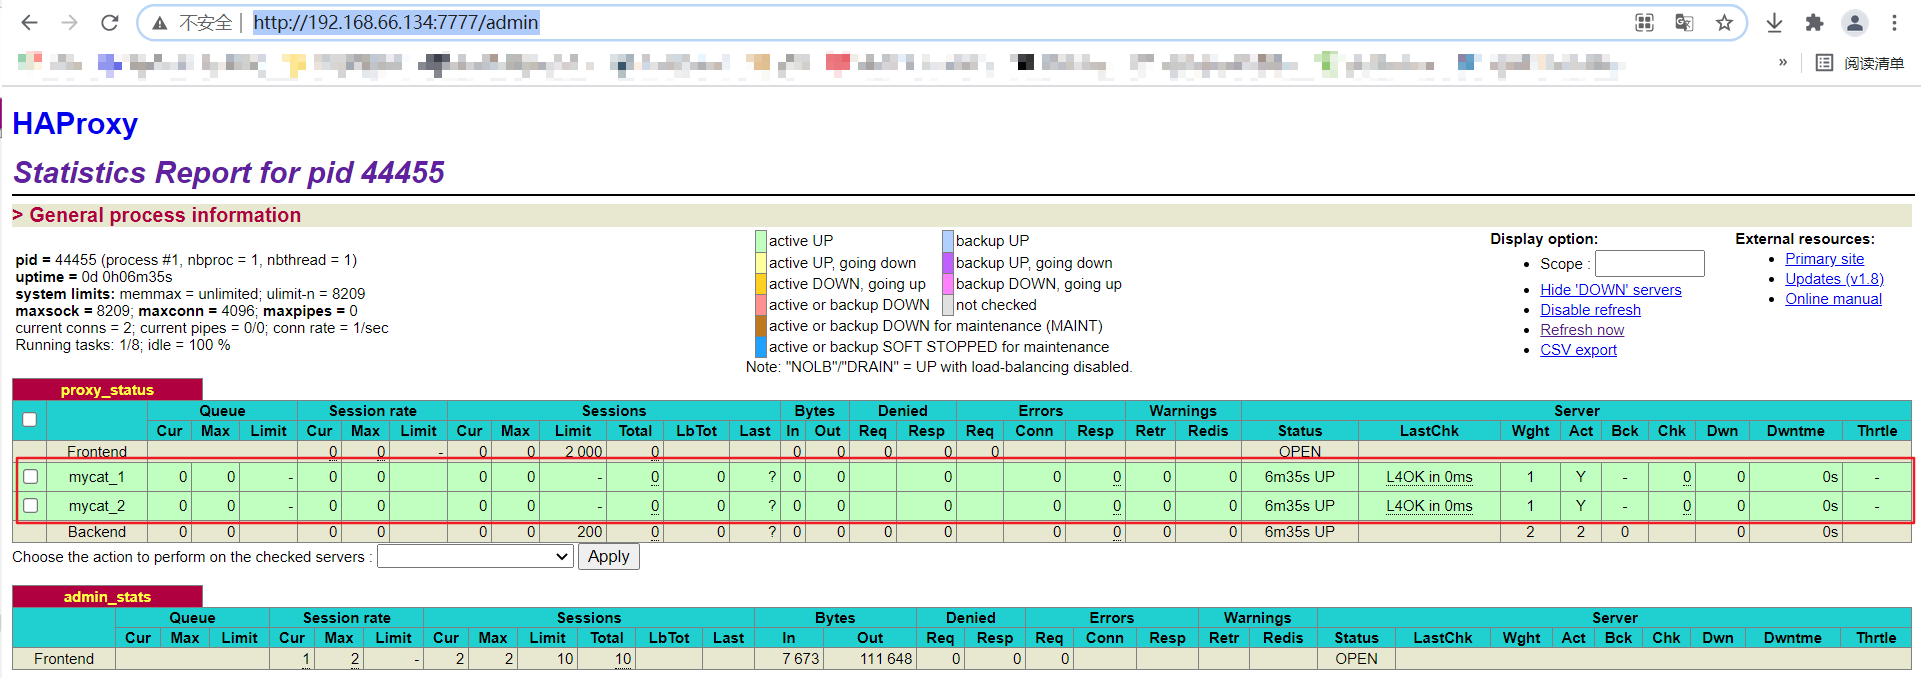 不安全 | http://192.168.66.134:7777/admin
» 阅读清单
HAProxy
Statistics Report for pid 44455
> General process information
pid = 44455 (process #1, nbproc = 1, nbthread = 1)
uptime = 0d 0h06m35s
system limits: memmax = unlimited; ulimit-n = 8209
maxsock = 8209; maxconn = 4096; maxpipes = 0
current conns = 2; current pipes = 0/0; conn rate = 1/sec
Running tasks: 1/8; idle = 100 %
active UP backup UP
active UP, going down backup UP, going down
active DOWN, going up backup DOWN, going up
active or backup DOWN not checked
active or backup DOWN for maintenance (MAINT)
active or backup SOFT STOPPED for maintenance
Note: "NOLB"/"DRAIN" = UP with load-balancing disabled.
Display option:
• Scope :
• Hide 'DOWN' servers
• Disable refresh
• Refresh now
• CSV export
External resources:
• Primary site
• Updates (v1.8)
• Online manual
proxy_status
Queue Session rate Sessions Bytes Denied Errors Warnings Server
Cur Max Limit Cur Max Limit Cur Max Limit Total LbTot Last In Out Req Resp Req Conn Resp Retr Redis Status LastChk Wght Act Bck Chk Dwn Dwntme Thrtle
Frontend 0 0 - 0 0 2 000 0 0 0 0 0 0 OPEN
mycat_1 0 0 - 0 0 0 0 - 0 0 ? 0 0 0 0 0 0 0 6m35s UP L4OK in 0ms 1 Y - 0 0 0s -
mycat_2 0 0 - 0 0 0 0 - 0 0 ? 0 0 0 0 0 0 0 6m35s UP L4OK in 0ms 1 Y - 0 0 0s -
Backend 0 0 0 0 0 0 200 0 0 ? 0 0 0 0 0 0 0 0 6m35s UP 2 2 0 0 0s
Choose the action to perform on the checked servers : Apply
admin_stats
Queue Session rate Sessions Bytes Denied Errors Warnings Server
Cur Max Limit Cur Max Limit Cur Max Limit Total LbTot Last In Out Req Resp Req Conn Resp Retr Redis Status LastChk Wght Act Bck Chk Dwn Dwntme Thrtle
Frontend 1 2 - 2 2 10 10 7 673 111 648 0 0 0 OPEN